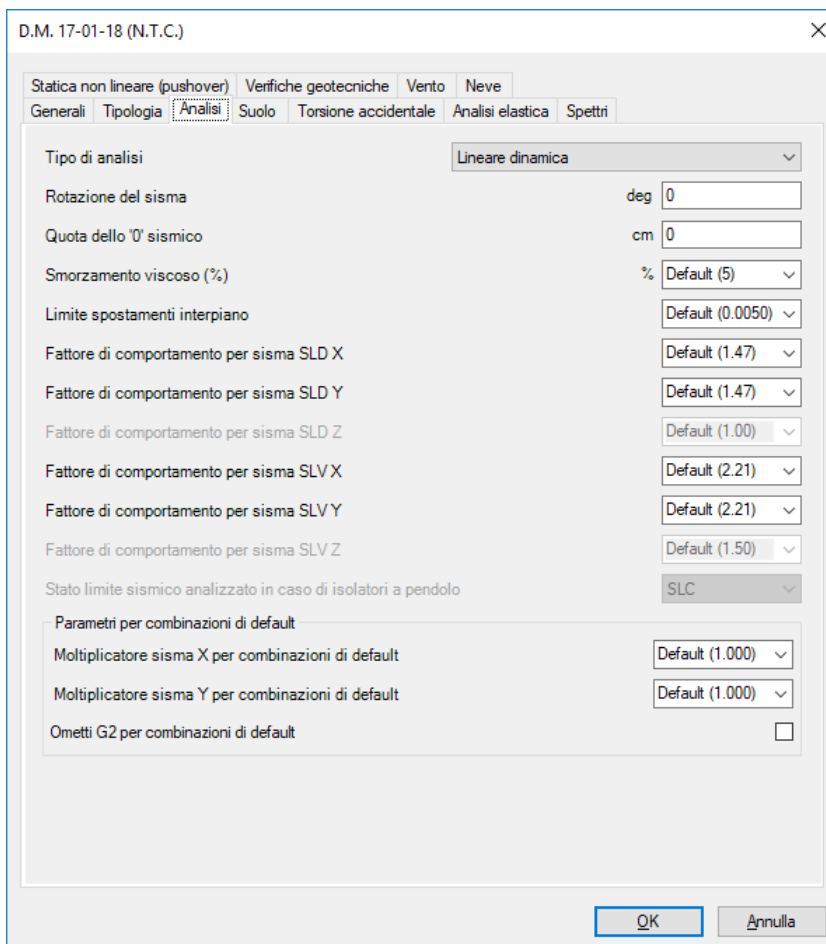 D.M. 17-01-18 (N.T.C.)
Statica non lineare (pushover) Verifiche geotecniche Vento Neve
Generali Tipologia Analisi Suolo Torsione accidentale Analisi elastica Spettri
Tipo di analisi Lineare dinamica
Rotazione del sisma deg 0
Quota dello '0' sismico cm 0
Smorzamento viscoso (%) % Default (5)
Limite spostamenti interpiano Default (0.0050)
Fattore di comportamento per sisma SLD X Default (1.47)
Fattore di comportamento per sisma SLD Y Default (1.47)
Fattore di comportamento per sisma SLD Z Default (1.00)
Fattore di comportamento per sisma SLV X Default (2.21)
Fattore di comportamento per sisma SLV Y Default (2.21)
Fattore di comportamento per sisma SLV Z Default (1.50)
Stato limite sismico analizzato in caso di isolatori a pendolo SLC
Parametri per combinazioni di default
Moltiplicatore sisma X per combinazioni di default Default (1.000)
Moltiplicatore sisma Y per combinazioni di default Default (1.000)
Ometti G2 per combinazioni di default
OK Annulla